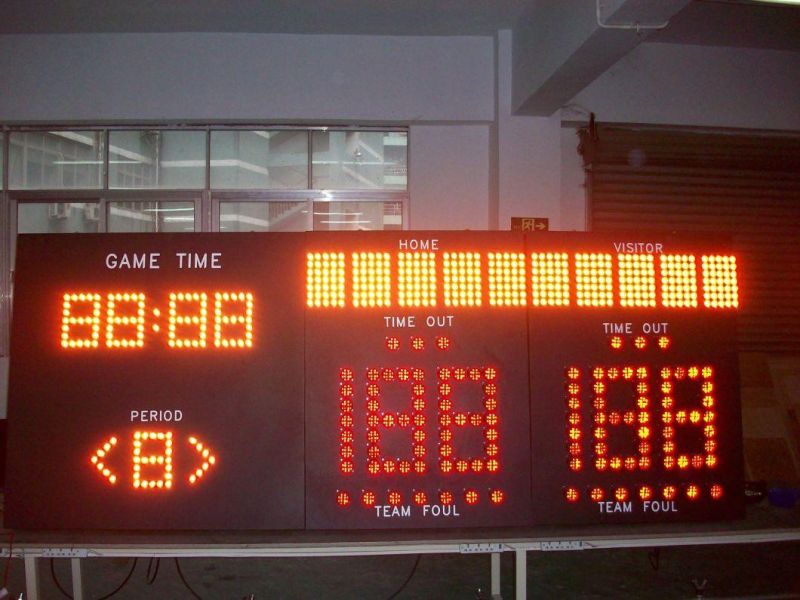 GAME TIME
HOME
VISITOR
88:88
TIME OUT
TIME OUT
PERIOD
<8>
188
188
TEAM FOUL
TEAM FOUL